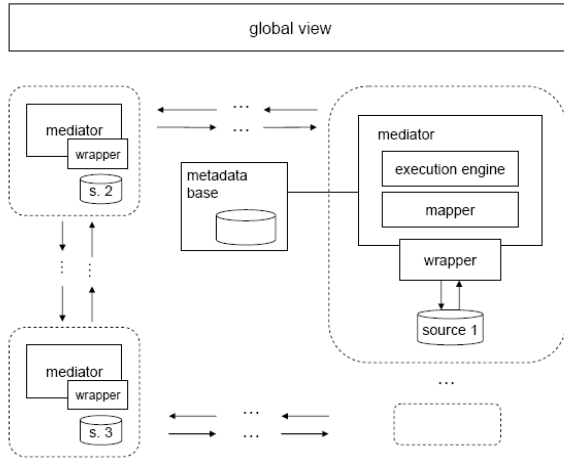 global view
mediator
wrapper
s. 2
... ...
... ...
metadata
base
mediator
execution engine
mapper
wrapper
source 1
...
mediator
wrapper
s. 3
... ...
... ...